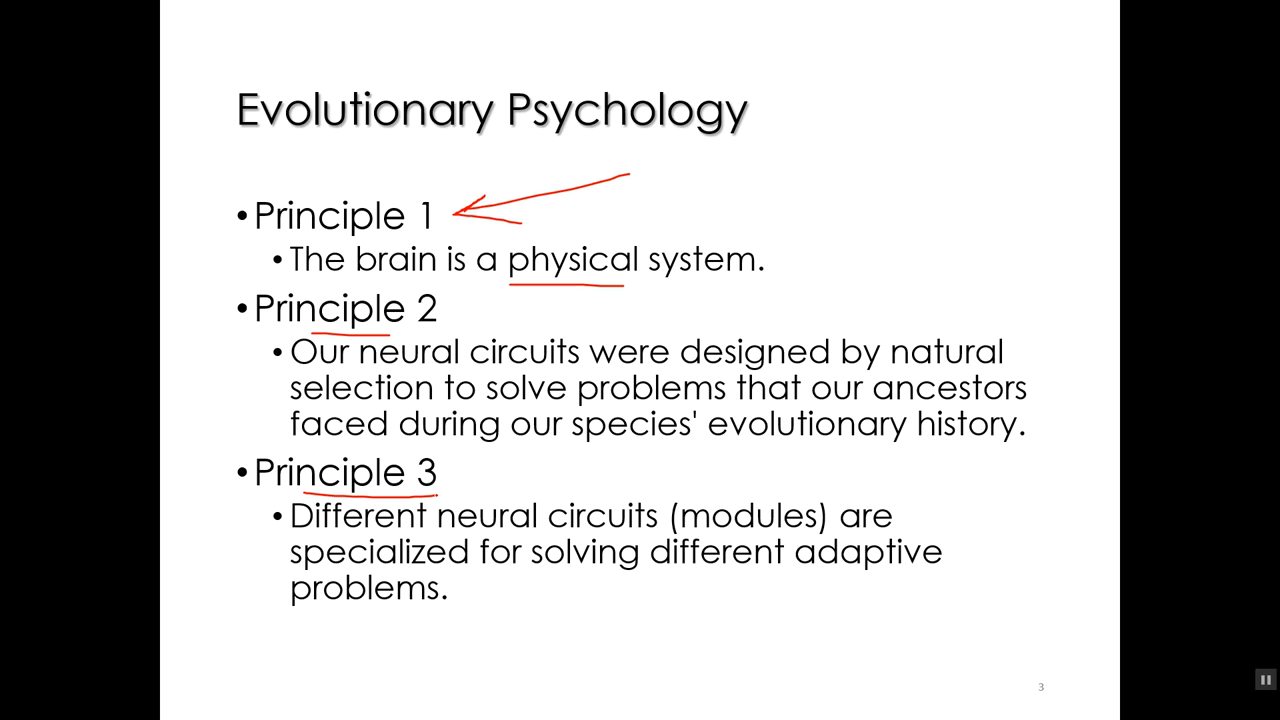 Evolutionary Psychology
• Principle 1
• The brain is a physical system.
• Principle 2
• Our neural circuits were designed by natural
selection to solve problems that our ancestors
faced during our species' evolutionary history.
• Principle 3
• Different neural circuits (modules) are
specialized for solving different adaptive
problems.
3